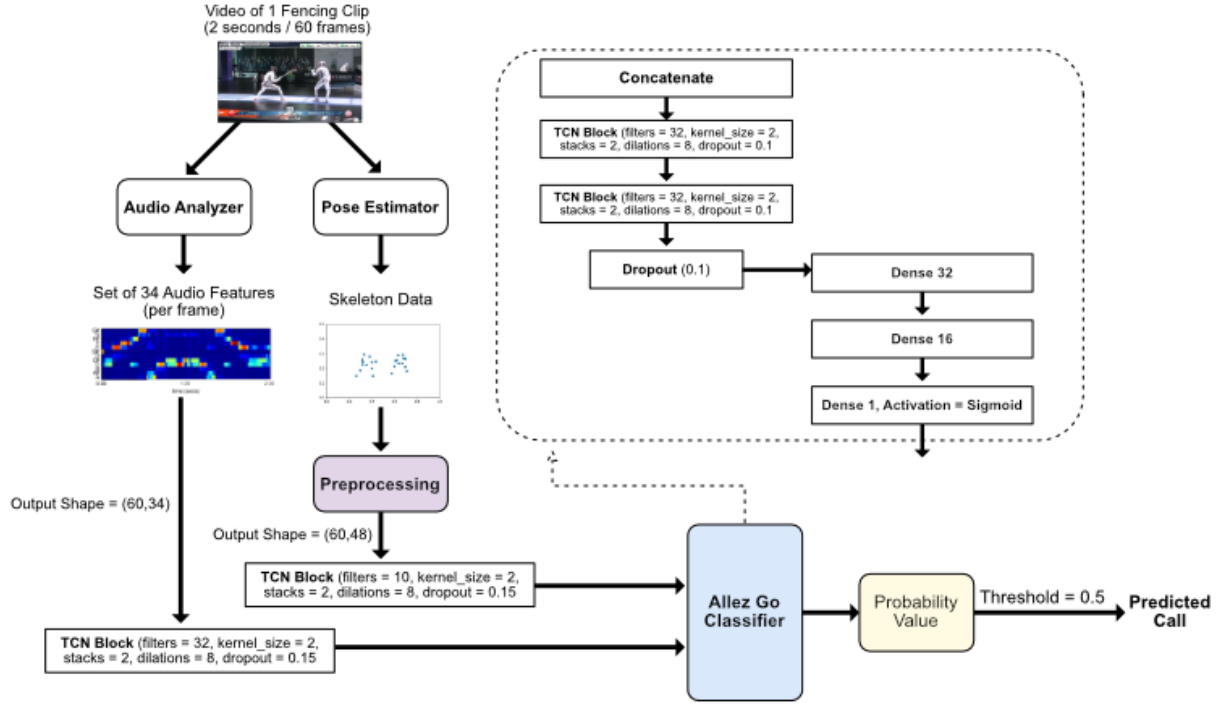 Video of 1 Fencing Clip
(2 seconds / 60 frames)
Audio Analyzer
Pose Estimator
Set of 34 Audio Features
(per frame)
Skeleton Data
Preprocessing
Output Shape = (60,34)
Output Shape = (60,48)
TCN Block (filters = 10, kernel_size = 2,
stacks = 2, dilations = 8, dropout = 0.15
TCN Block (filters = 32, kernel_size = 2,
stacks = 2, dilations = 8, dropout = 0.15
Concatenate
TCN Block (filters = 32, kernel_size = 2,
stacks = 2, dilations = 8, dropout = 0.1
TCN Block (filters = 32, kernel_size = 2,
stacks = 2, dilations = 8, dropout = 0.1
Dropout (0.1)
Dense 32
Dense 16
Dense 1, Activation = Sigmoid
Allez Go
Classifier
Probability
Value
Threshold = 0.5
Predicted
Call